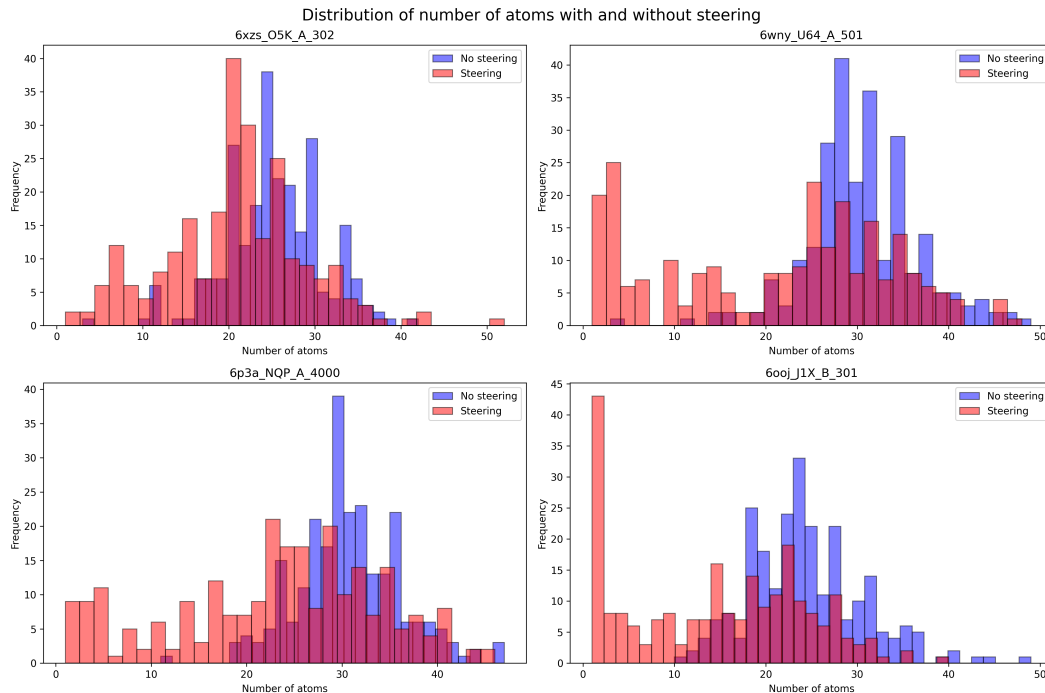 Distribution of number of atoms with and without steering
6xzs_O5K_A_302
No steering
Steering
Frequency
40
35
30
25
20
15
10
5
0
0 10 20 30 40 50
Number of atoms
6wny_U64_A_501
No steering
Steering
Frequency
40
35
30
25
20
15
10
5
0
0 10 20 30 40 50
Number of atoms
6p3a_NQP_A_4000
No steering
Steering
Frequency
40
35
30
25
20
15
10
5
0
0 10 20 30 40
Number of atoms
6ooj_J1X_B_301
No steering
Steering
Frequency
45
40
35
30
25
20
15
10
5
0
0 10 20 30 40 50
Number of atoms